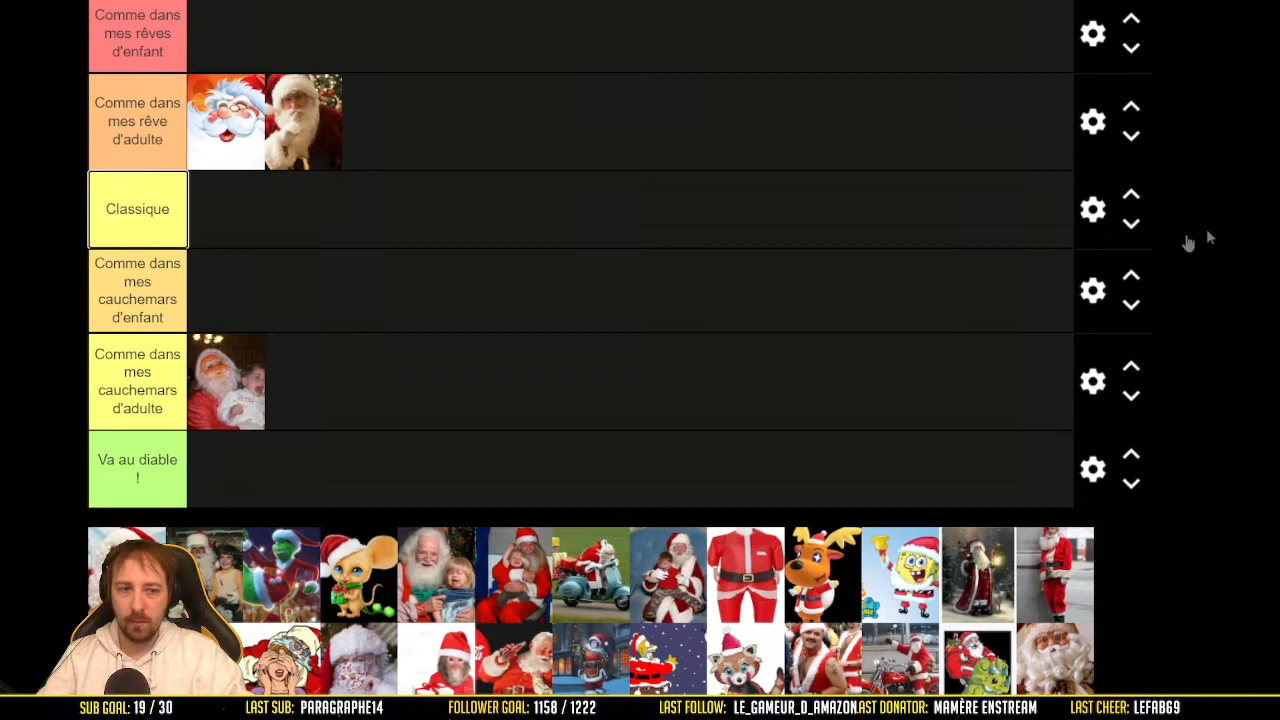 Comme dans
mes rêves
d'enfant
Comme dans
mes rêve
d'adulte
Classique
Comme dans
mes
cauchemars
d'enfant
Comme dans
mes
cauchemars
d'adulte
Va au diable
!
SUB GOAL: 19 / 30
LAST SUB: PARAGRAPHE14
FOLLOWER GOAL: 1158 / 1222
LAST FOLLOW: LE_GAMEUR_D_AMAZON
AST DONATOR: MAMÈRE ENSTREAM
LAST CHEER: LEFAB69